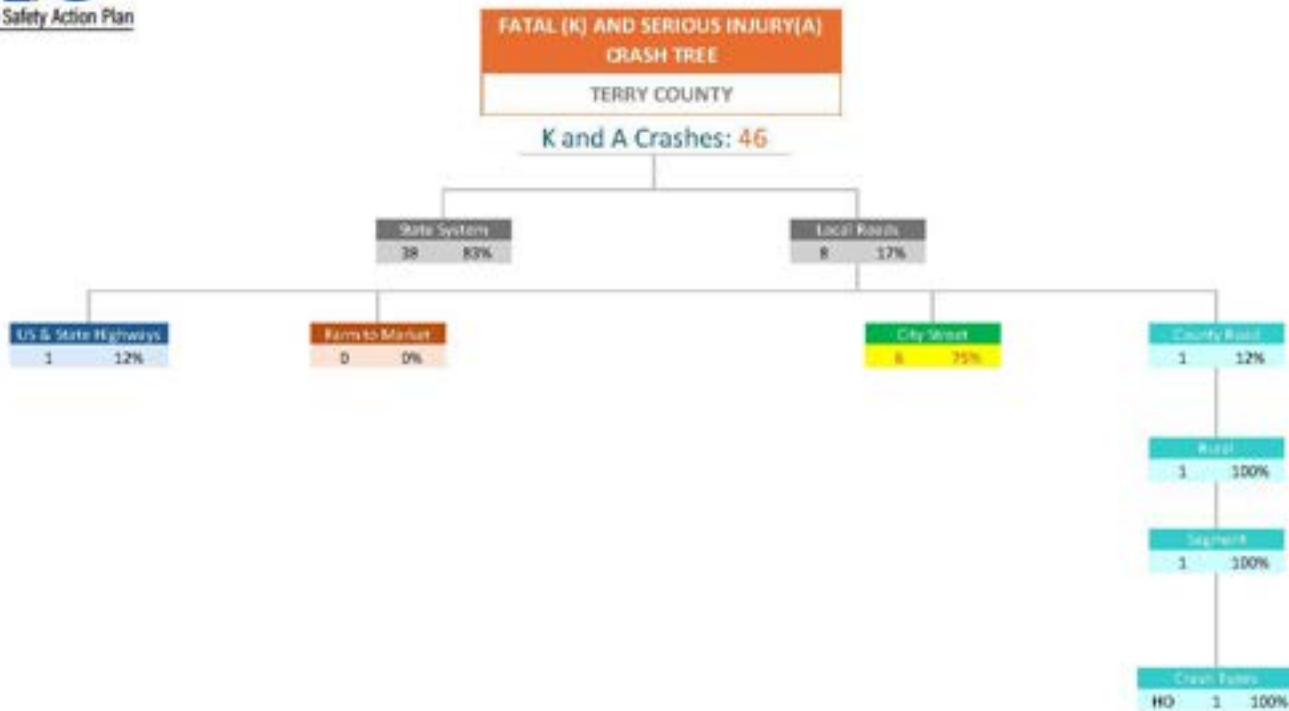 Safety Action Plan
FATAL (K) AND SERIOUS INJURY(A)
CRASH TREE
TERRY COUNTY
K and A Crashes: 46
State System
38 83%
Local Roads
8 17%
US & State Highways
1 12%
Farm to Market
0 0%
City Street
6 75%
County Road
1 12%
Rural
1 100%
Segment
1 100%
Crash Types
HO 1 100%